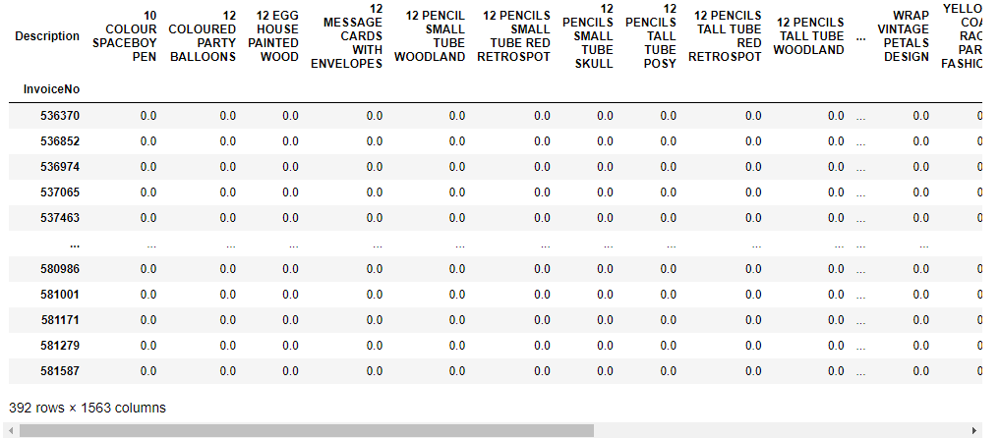 Description 10 COLOUR SPACEBOY PEN 12 COLOURED PARTY BALLOONS 12 EGG HOUSE PAINTED WOOD 12 MESSAGE CARDS WITH ENVELOPES 12 PENCIL SMALL TUBE WOODLAND 12 PENCILS SMALL TUBE RED RETROSPOT 12 PENCILS SMALL TUBE SKULL 12 PENCILS TALL TUBE POSY 12 PENCILS TALL TUBE RED RETROSPOT 12 PENCILS TALL TUBE WOODLAND ... WRAP VINTAGE PETALS DESIGN
InvoiceNo
536370 0.0 0.0 0.0 0.0 0.0 0.0 0.0 0.0 0.0 0.0 ... 0.0
536852 0.0 0.0 0.0 0.0 0.0 0.0 0.0 0.0 0.0 0.0 ... 0.0
536974 0.0 0.0 0.0 0.0 0.0 0.0 0.0 0.0 0.0 0.0 ... 0.0
537065 0.0 0.0 0.0 0.0 0.0 0.0 0.0 0.0 0.0 0.0 ... 0.0
537463 0.0 0.0 0.0 0.0 0.0 0.0 0.0 0.0 0.0 0.0 ... 0.0
... ... ... ... ... ... ... ... ... ... ... ... ...
580986 0.0 0.0 0.0 0.0 0.0 0.0 0.0 0.0 0.0 0.0 ... 0.0
581001 0.0 0.0 0.0 0.0 0.0 0.0 0.0 0.0 0.0 0.0 ... 0.0
581171 0.0 0.0 0.0 0.0 0.0 0.0 0.0 0.0 0.0 0.0 ... 0.0
581279 0.0 0.0 0.0 0.0 0.0 0.0 0.0 0.0 0.0 0.0 ... 0.0
581587 0.0 0.0 0.0 0.0 0.0 0.0 0.0 0.0 0.0 0.0 ... 0.0
392 rows × 1563 columns